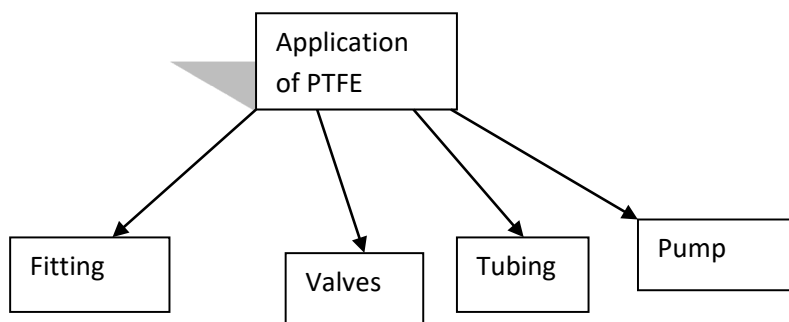 Application
of PTFE
Fitting
Valves
Tubing
Pump